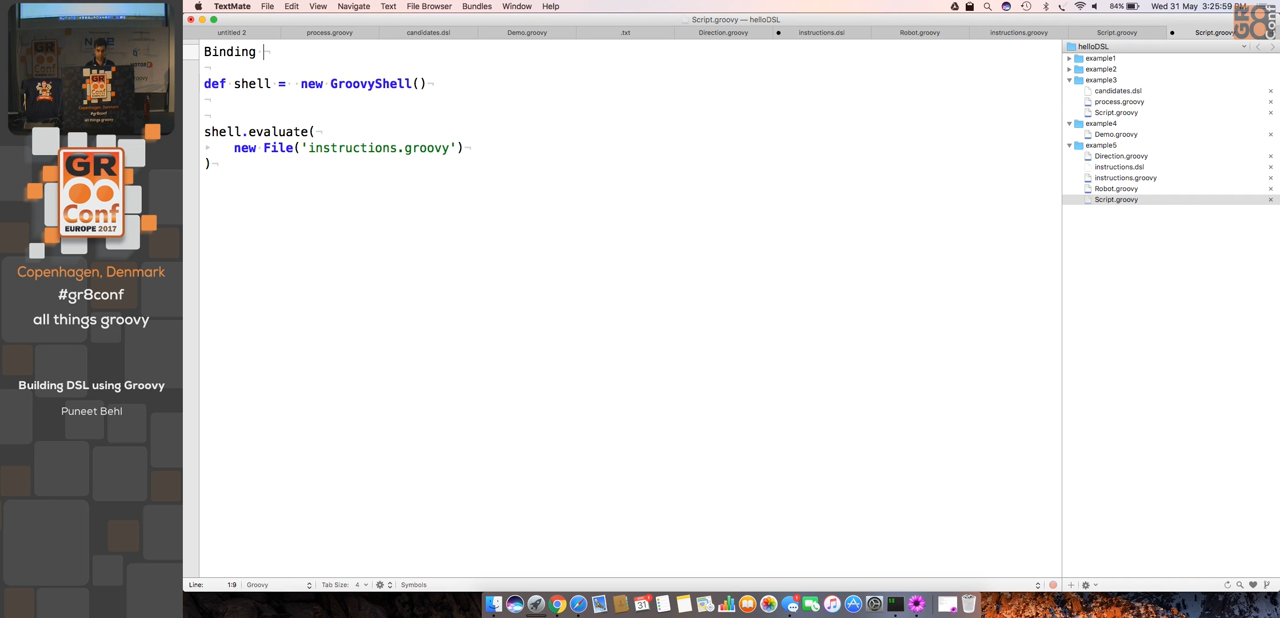 TextMate File Edit View Navigate Text File Browser Bundles Window Help
84% Wed 31 May 3:25:59
Script.groovy — helloDSL
untitled 2 process.groovy candidates.dsl Demo.groovy .txt Direction.groovy instructions.dsl Robot.groovy instructions.groovy Script.groovy Script.groovy
Binding
def shell = new GroovyShell()
shell.evaluate(
new File('instructions.groovy')
)
helloDSL
example1
example2
example3
candidates.dsl
process.groovy
Script.groovy
example4
Demo.groovy
example5
Direction.groovy
instructions.dsl
instructions.groovy
Robot.groovy
Script.groovy
GR
Conf
EUROPE 2017
Copenhagen, Denmark
#gr8conf
all things groovy
Building DSL using Groovy
Puneet Behl
Line: 1:9 Groovy Tab Size: 4 Symbols